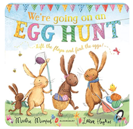 We're going on an
EGG HUNT
Lift the flaps and find the eggs!
Martha Mumford
Laura Hughes